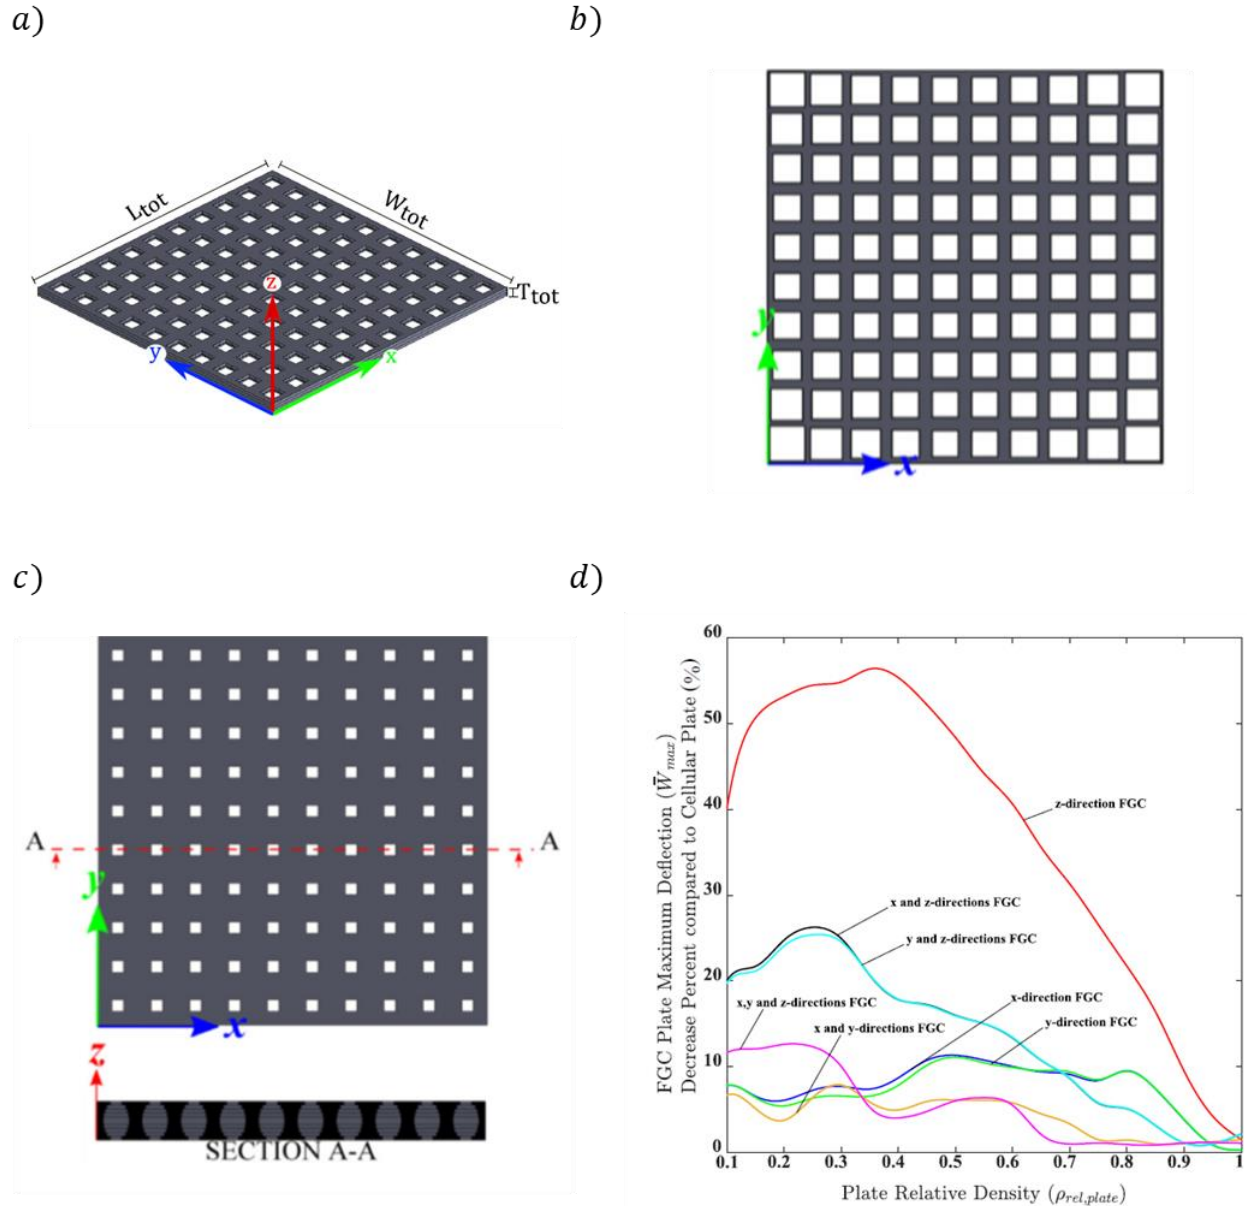 a)
b)
L_tot
W_tot
z
T_tot
y
x
y
x
c)
d)
A
A
y
x
z
SECTION A-A
FGC Plate Maximum Deflection (W̄_max)
Decrease Percent compared to Cellular Plate (%)
60
50
40
30
20
10
0
z-direction FGC
x and z-directions FGC
y and z-directions FGC
x,y and z-directions FGC
x-direction FGC
x and y-directions FGC
y-direction FGC
0.1 0.2 0.3 0.4 0.5 0.6 0.7 0.8 0.9 1
Plate Relative Density (ρ_rel,plate)